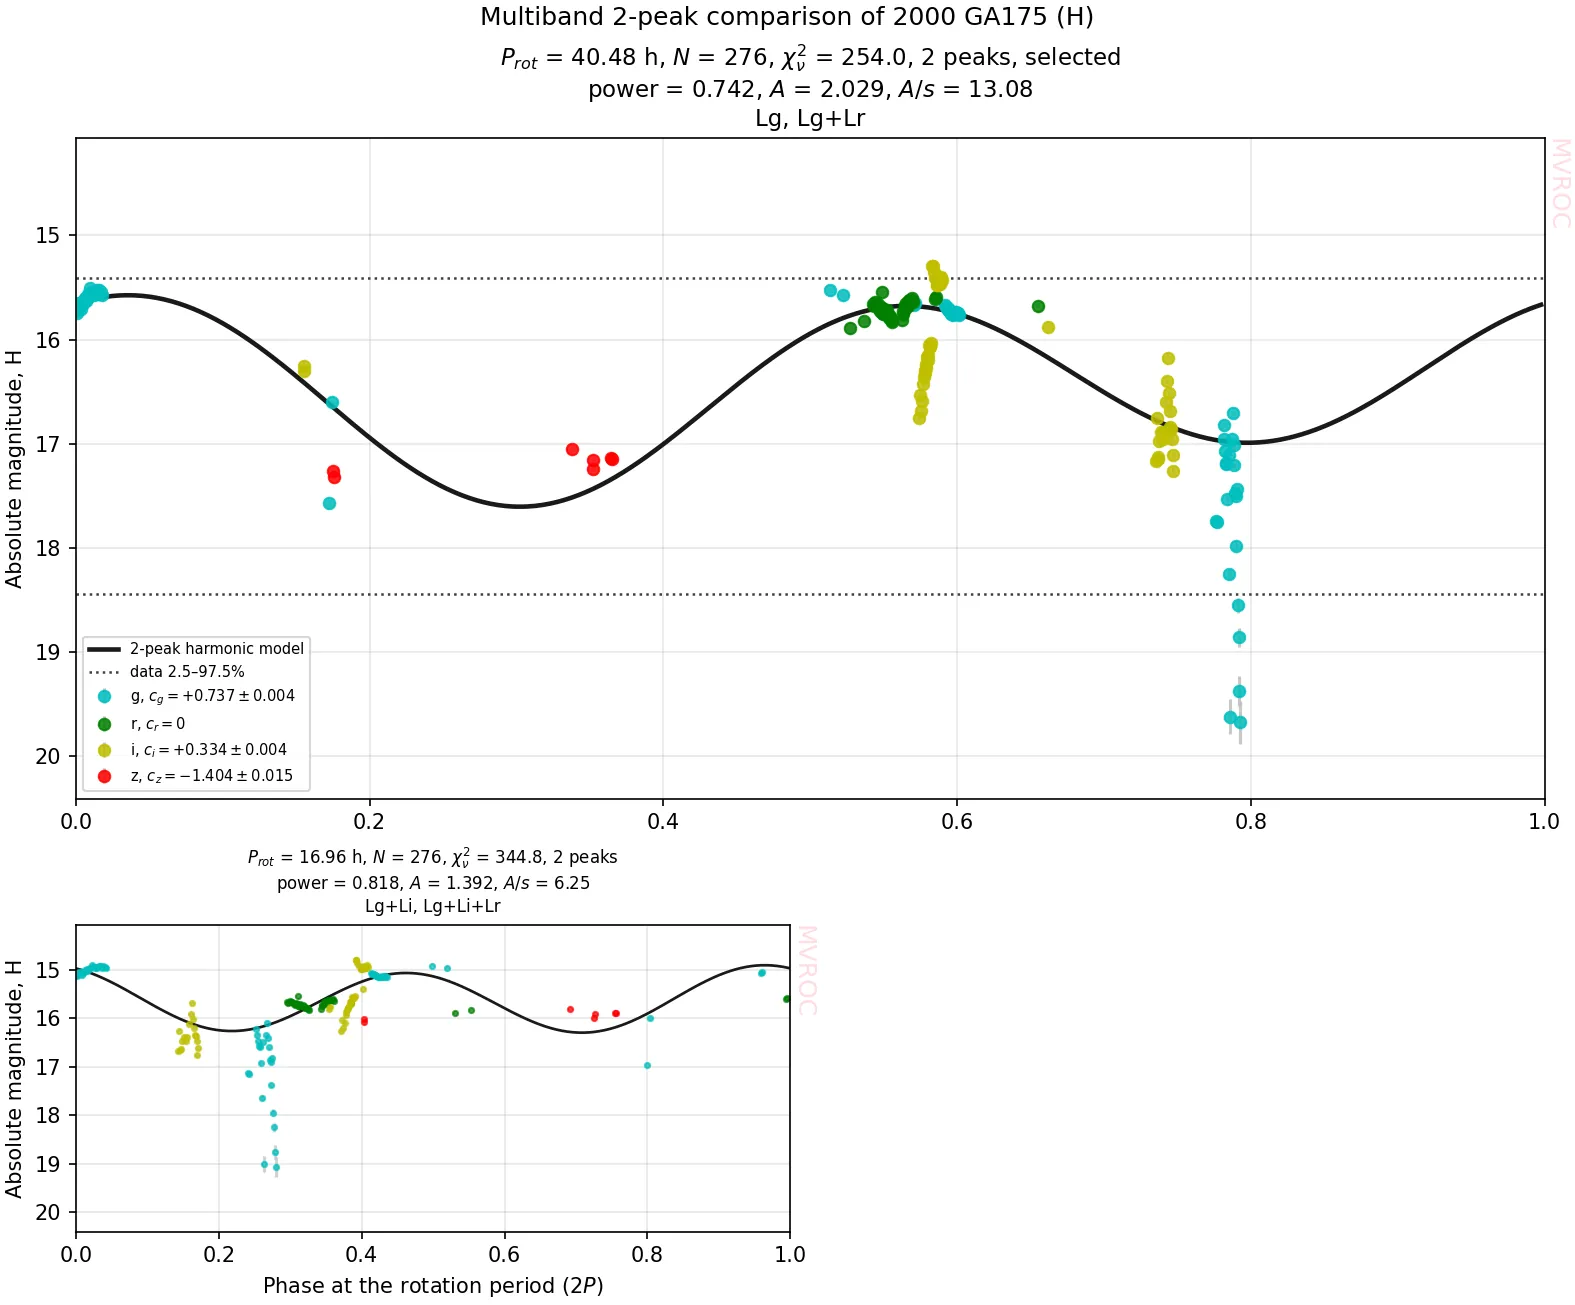 Multiband 2-peak comparison of 2000 GA175 (H)
P_rot = 40.48 h, N = 276, χ²_ν = 254.0, 2 peaks, selected
power = 0.742, A = 2.029, A/s = 13.08
Lg, Lg+Lr
MVROC
Absolute magnitude, H
15
16
17
18
19
20
2-peak harmonic model
data 2.5–97.5%
g, c_g = +0.737 ± 0.004
r, c_r = 0
i, c_i = +0.334 ± 0.004
z, c_z = −1.404 ± 0.015
0.0 0.2 0.4 0.6 0.8 1.0
P_rot = 16.96 h, N = 276, χ²_ν = 344.8, 2 peaks
power = 0.818, A = 1.392, A/s = 6.25
Lg+Li, Lg+Li+Lr
MVROC
Absolute magnitude, H
15
16
17
18
19
20
0.0 0.2 0.4 0.6 0.8 1.0
Phase at the rotation period (2P)